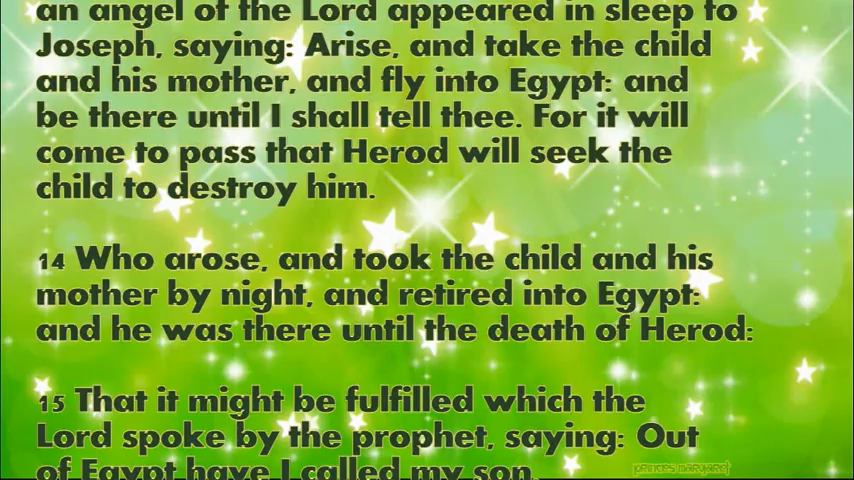 an angel of the Lord appeared in sleep to
Joseph, saying: Arise, and take the child
and his mother, and fly into Egypt: and
be there until I shall tell thee. For it will
come to pass that Herod will seek the
child to destroy him.
14 Who arose, and took the child and his
mother by night, and retired into Egypt:
and he was there until the death of Herod:
15 That it might be fulfilled which the
Lord spoke by the prophet, saying: Out
of Egypt have I called my son.